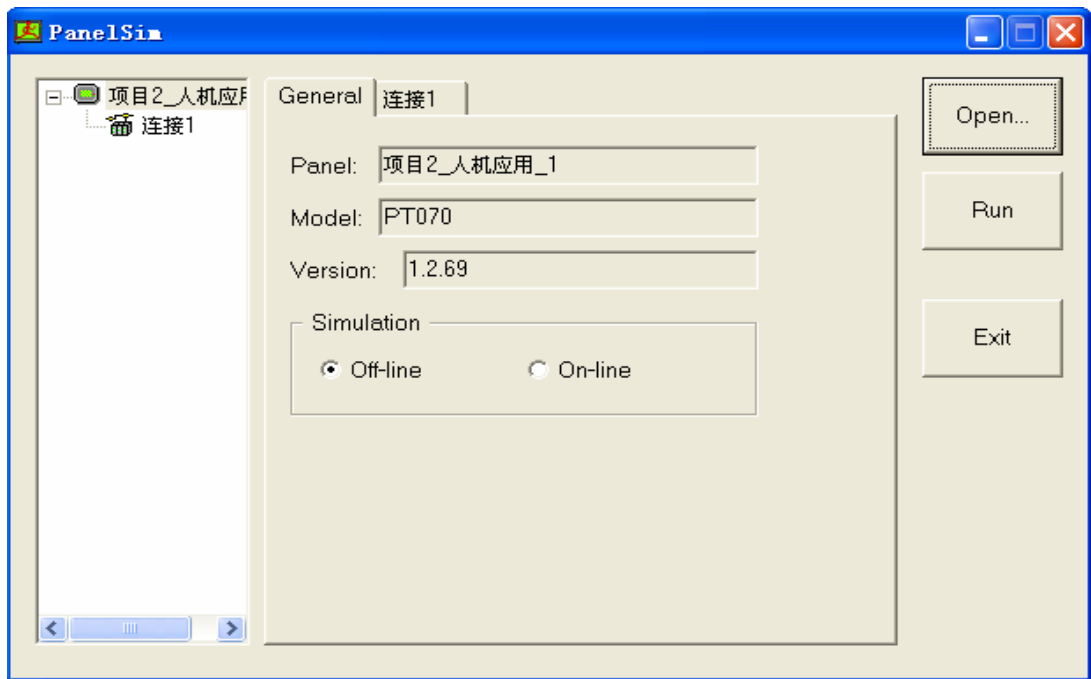 PanelSim
项目2_人机应用
连接1
General
连接1
Panel: 项目2_人机应用_1
Model: PT070
Version: 1.2.69
Simulation
Off-line
On-line
Open...
Run
Exit